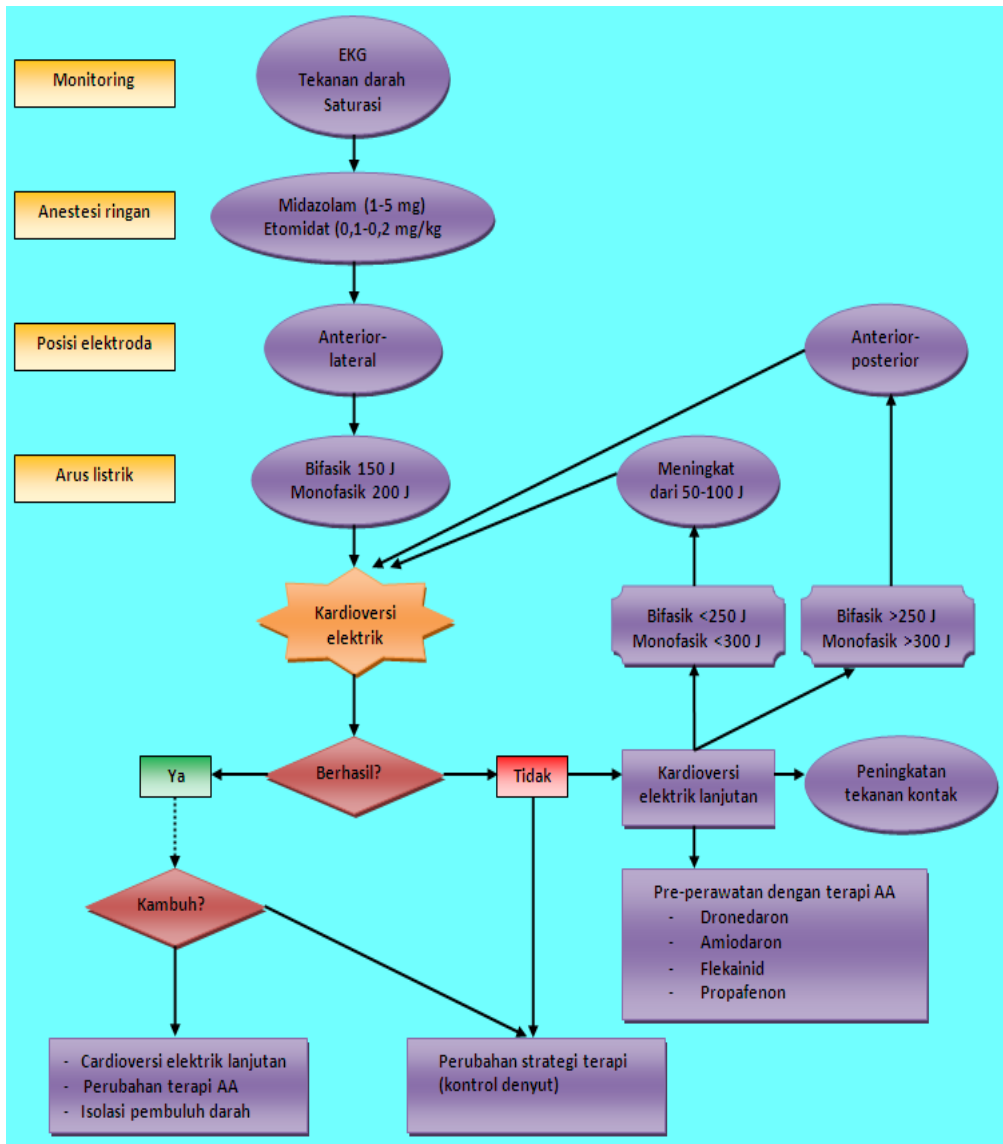 Monitoring
EKG
Tekanan darah
Saturasi
Anestesi ringan
Midazolam (1-5 mg)
Etomidat (0,1-0,2 mg/kg
Posisi elektroda
Anterior-
lateral
Anterior-
posterior
Arus listrik
Bifasik 150 J
Monofasik 200 J
Meningkat
dari 50-100 J
Kardioversi
elektrik
Bifasik <250 J
Monofasik <300 J
Bifasik >250 J
Monofasik >300 J
Ya
Berhasil?
Tidak
Kardioversi
elektrik lanjutan
Peningkatan
tekanan kontak
Kambuh?
Pre-perawatan dengan terapi AA
- Dronedaron
- Amiodaron
- Flekainid
- Propafenon
- Cardioversi elektrik lanjutan
- Perubahan terapi AA
- Isolasi pembuluh darah
Perubahan strategi terapi
(kontrol denyut)